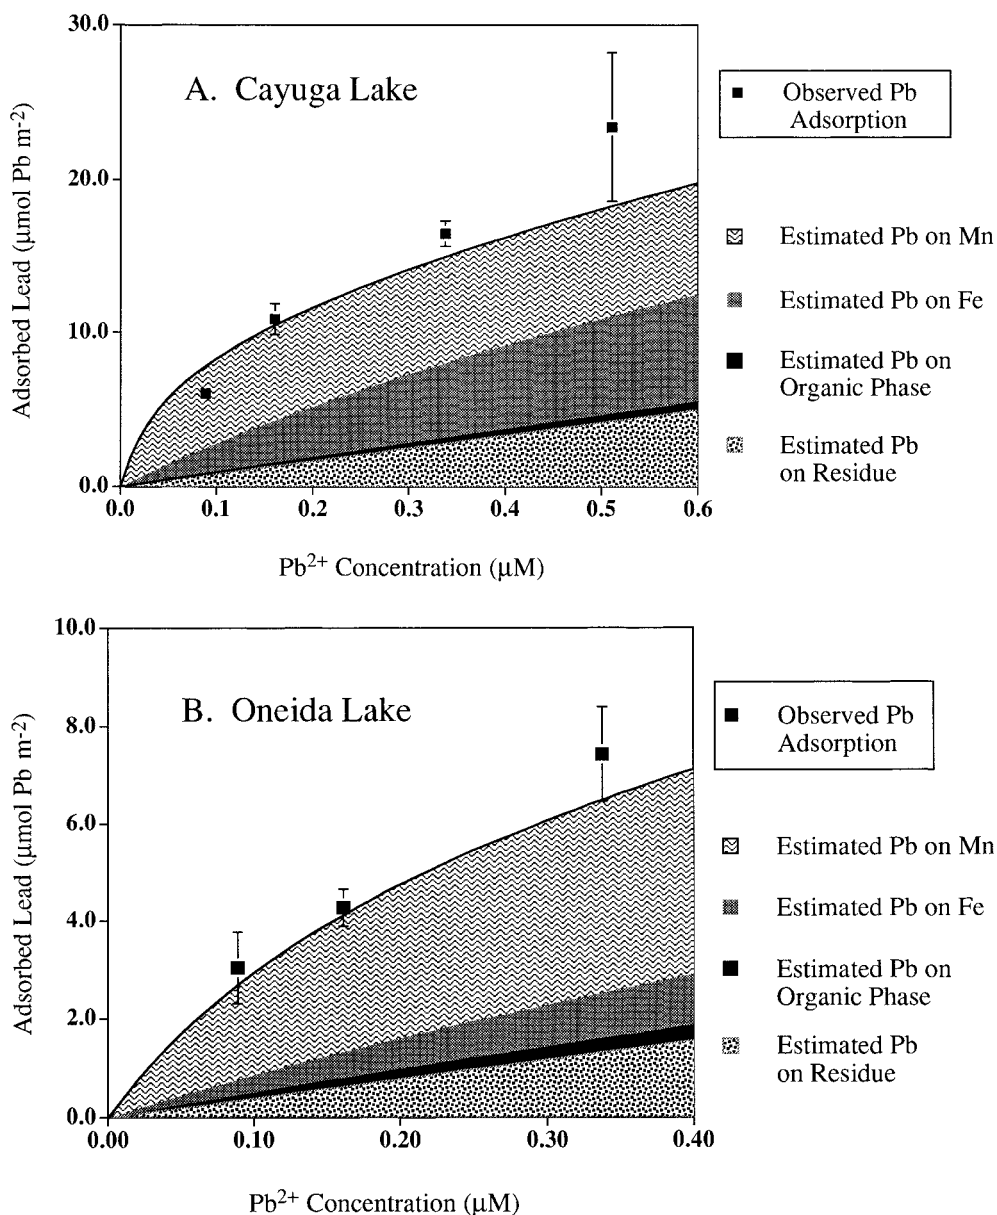 30.0
20.0
10.0
0.0
Adsorbed Lead (μmol Pb m-2)
A. Cayuga Lake
Observed Pb
Adsorption
Estimated Pb on Mn
Estimated Pb on Fe
Estimated Pb on
Organic Phase
Estimated Pb
on Residue
0.0 0.1 0.2 0.3 0.4 0.5 0.6
Pb2+ Concentration (μM)
10.0
8.0
6.0
4.0
2.0
0.0
Adsorbed Lead (μmol Pb m-2)
B. Oneida Lake
Observed Pb
Adsorption
Estimated Pb on Mn
Estimated Pb on Fe
Estimated Pb on
Organic Phase
Estimated Pb
on Residue
0.00 0.10 0.20 0.30 0.40
Pb2+ Concentration (μM)